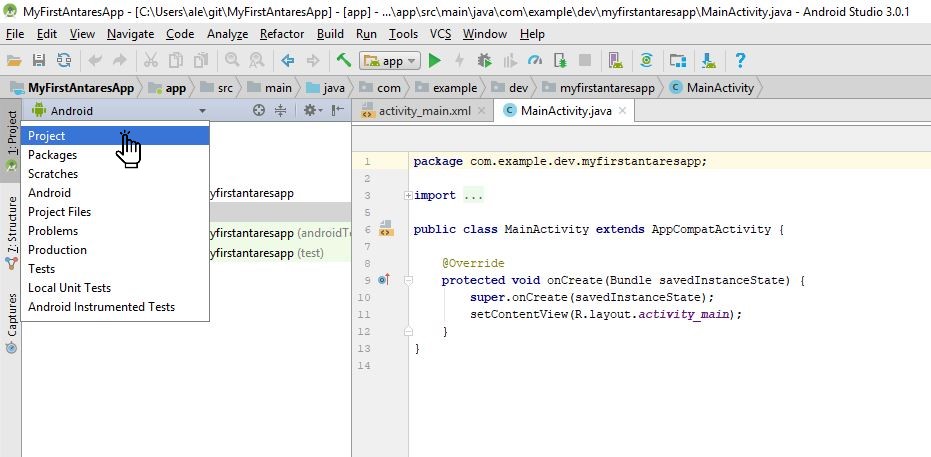 MyFirstAntaresApp - [C:\Users\ale\git\MyFirstAntaresApp] - [app] - ...\app\src\main\java\com\example\dev\myfirstantaresapp\MainActivity.java - Android Studio 3.0.1
File Edit View Navigate Code Analyze Refactor Build Run Tools VCS Window Help
app
MyFirstAntaresApp app src main java com example dev myfirstantaresapp MainActivity
1: Project
Z: Structure
Captures
Android
Project
Packages
Scratches
Android
Project Files
Problems
Production
Tests
Local Unit Tests
Android Instrumented Tests
yfirstantaresapp
yfirstantaresapp (androidTe
yfirstantaresapp (test)
activity_main.xml MainActivity.java
1 package com.example.dev.myfirstantaresapp;
2
3 import ...
5
6 public class MainActivity extends AppCompatActivity {
7
8 @Override
9 protected void onCreate(Bundle savedInstanceState) {
10 super.onCreate(savedInstanceState);
11 setContentView(R.layout.activity_main);
12 }
13 }
14